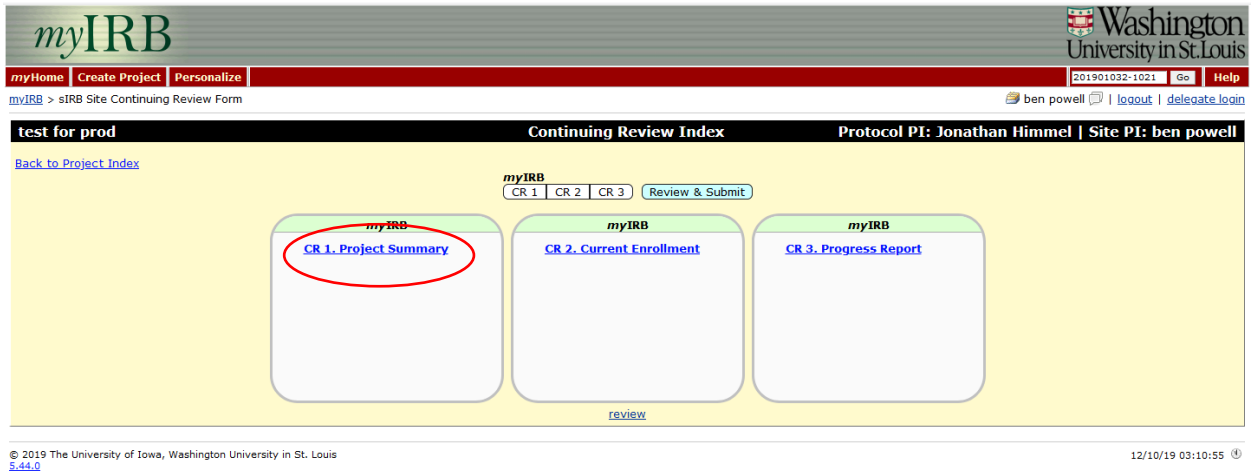 myIRB
Washington
University in St. Louis
myHome Create Project Personalize 201901032-1021 Go Help
myIRB > sIRB Site Continuing Review Form ben powell | logout | delegate login
test for prod Continuing Review Index Protocol PI: Jonathan Himmel | Site PI: ben powell
Back to Project Index
myIRB
CR 1 CR 2 CR 3 Review & Submit
myIRB myIRB myIRB
CR 1. Project Summary CR 2. Current Enrollment CR 3. Progress Report
review
© 2019 The University of Iowa, Washington University in St. Louis 12/10/19 03:10:55
5.44.0